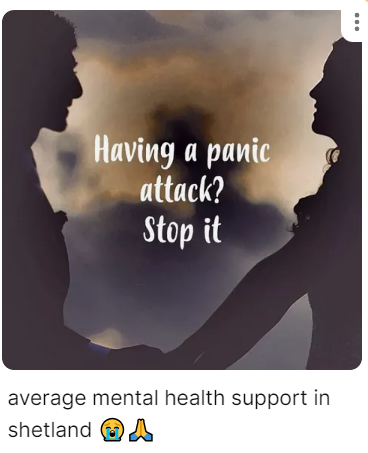 Having a panic
attack?
Stop it
average mental health support in
shetland 😭🙏